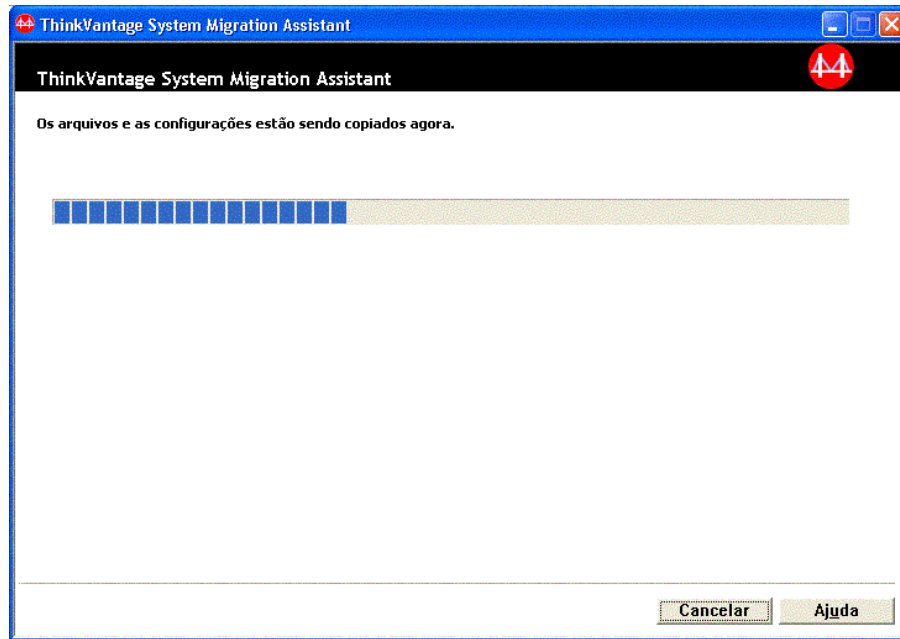 ThinkVantage System Migration Assistant
ThinkVantage System Migration Assistant
Os arquivos e as configurações estão sendo copiados agora.
Cancelar
Ajuda